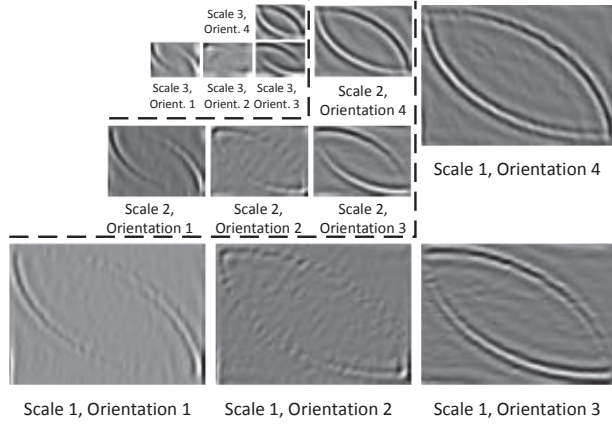 Scale 3,
Orient. 4
Scale 3,
Orient. 1
Scale 3,
Orient. 2
Scale 3,
Orient. 3
Scale 2,
Orientation 4
Scale 1, Orientation 4
Scale 2,
Orientation 1
Scale 2,
Orientation 2
Scale 2,
Orientation 3
Scale 1, Orientation 1
Scale 1, Orientation 2
Scale 1, Orientation 3